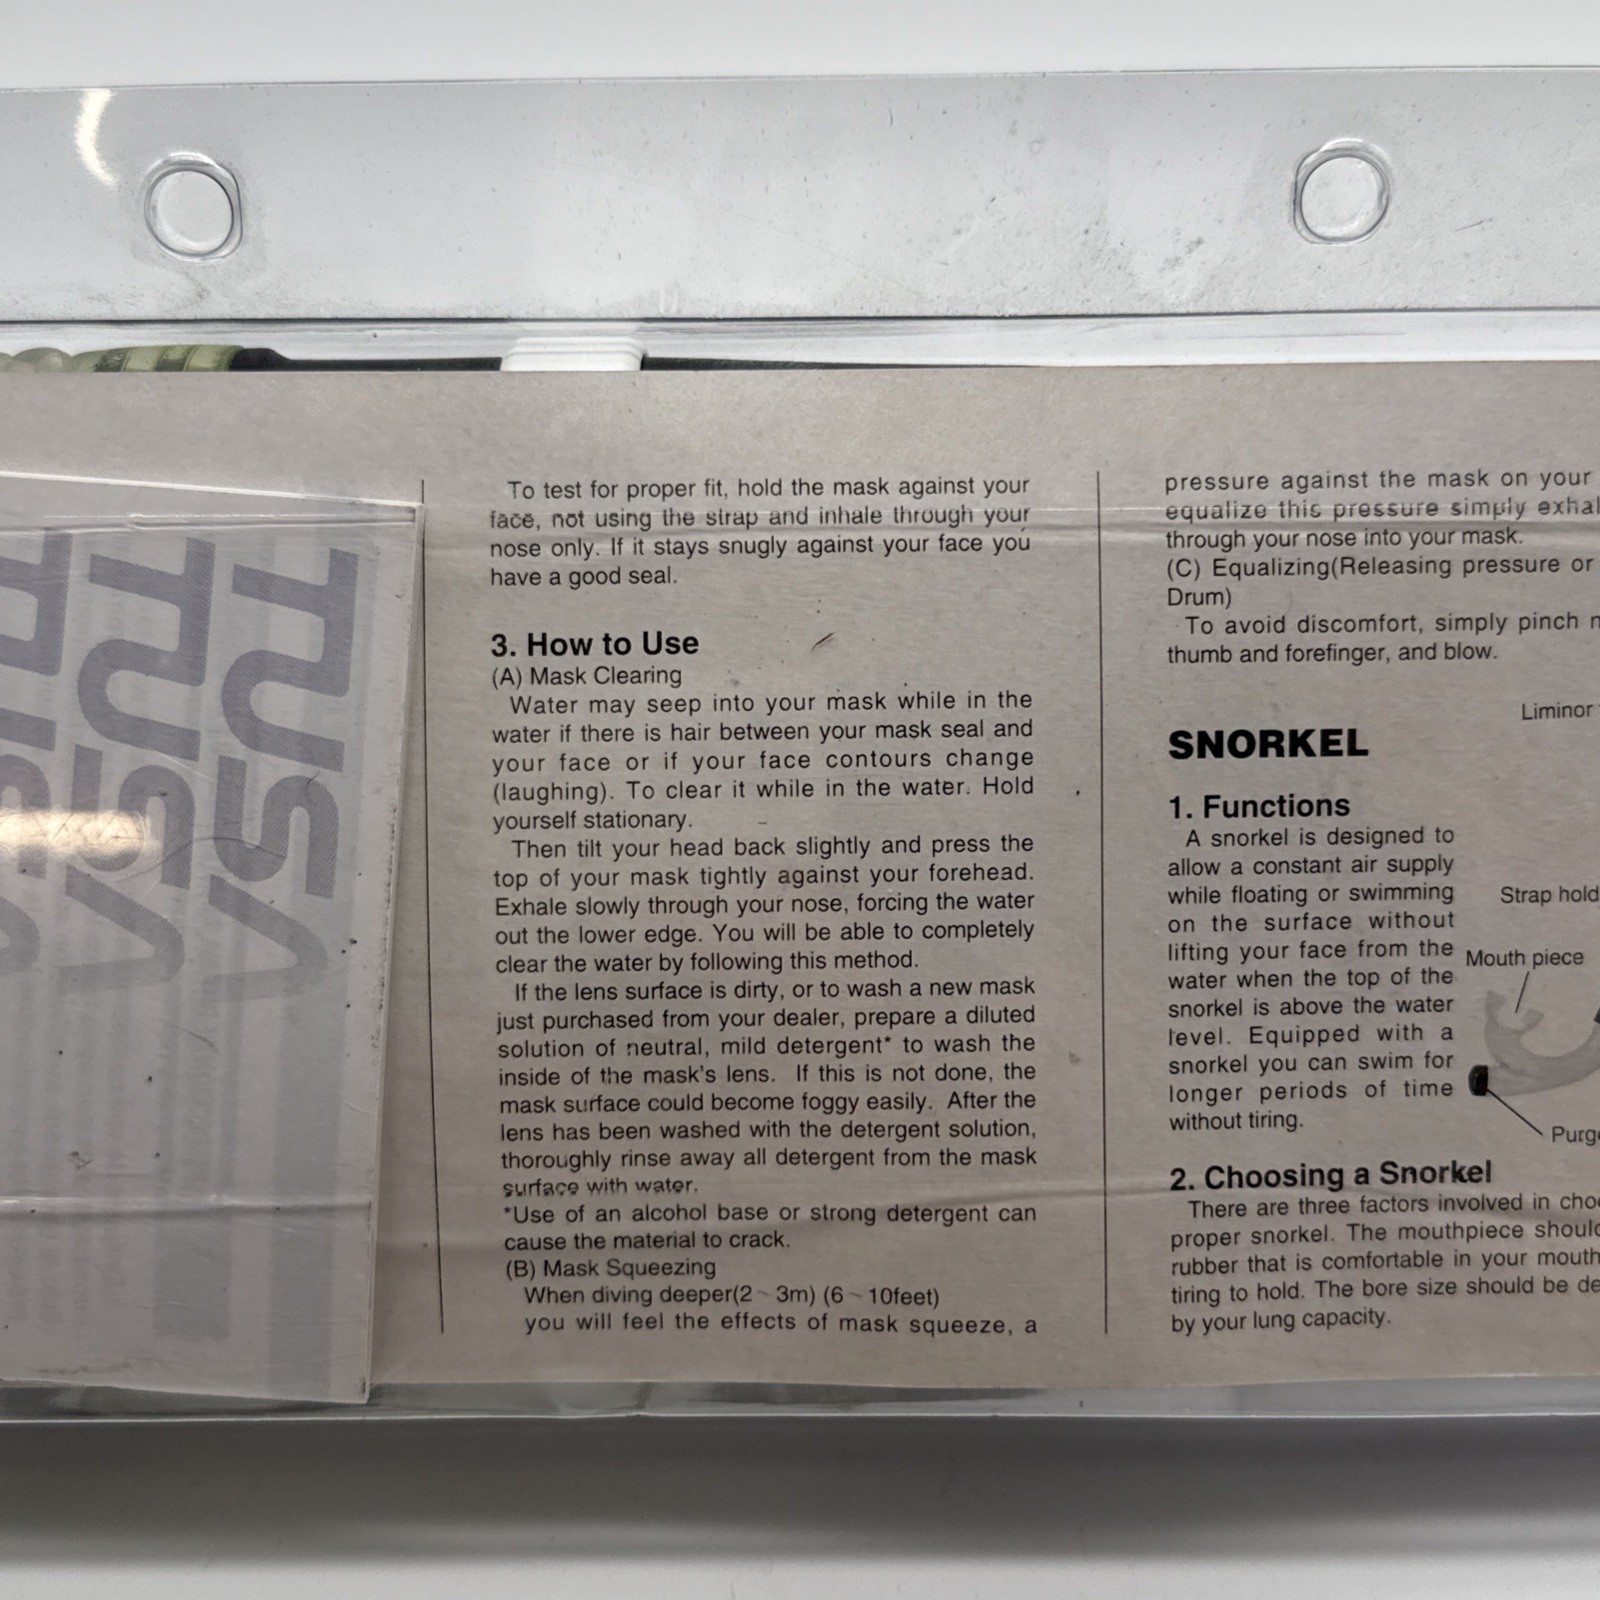 TUSA
TUSA
To test for proper fit, hold the mask against your
face, not using the strap and inhale through your
nose only. If it stays snugly against your face you
have a good seal.
3. How to Use
(A) Mask Clearing
Water may seep into your mask while in the
water if there is hair between your mask seal and
your face or if your face contours change
(laughing). To clear it while in the water. Hold
yourself stationary.
Then tilt your head back slightly and press the
top of your mask tightly against your forehead.
Exhale slowly through your nose, forcing the water
out the lower edge. You will be able to completely
clear the water by following this method.
If the lens surface is dirty, or to wash a new mask
just purchased from your dealer, prepare a diluted
solution of neutral, mild detergent* to wash the
inside of the mask's lens. If this is not done, the
mask surface could become foggy easily. After the
lens has been washed with the detergent solution,
thoroughly rinse away all detergent from the mask
surface with water.
*Use of an alcohol base or strong detergent can
cause the material to crack.
(B) Mask Squeezing
When diving deeper(2~3m) (6~10feet)
you will feel the effects of mask squeeze, a
pressure against the mask on your
equalize this pressure simply
through your nose into your mask.
(C) Equalizing(Releasing pressure or
Drum)
To avoid discomfort, simply pinch
thumb and forefinger, and blow.
SNORKEL
Liminor
1. Functions
A snorkel is designed to
allow a constant air supply
while floating or swimming
on the surface without
lifting your face from the
water when the top of the
snorkel is above the water
level. Equipped with a
snorkel you can swim for
longer periods of time
without tiring.
Strap
Mouth piece
2. Choosing a Snorkel
There are three factors involved in
proper snorkel. The mouthpiece
rubber that is comfortable in your mouth
tiring to hold. The bore size should be
by your lung capacity.